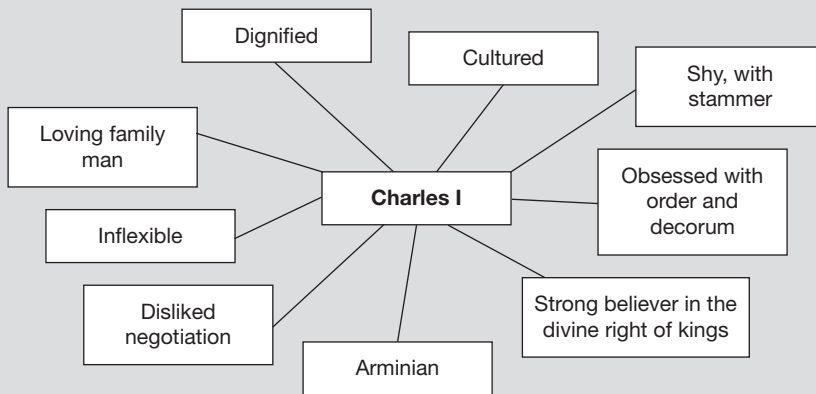 Dignified
Cultured
Shy, with
stammer
Loving family
man
Charles I
Obsessed with
order and
decorum
Inflexible
Disliked
negotiation
Strong believer in the
divine right of kings
Arminian